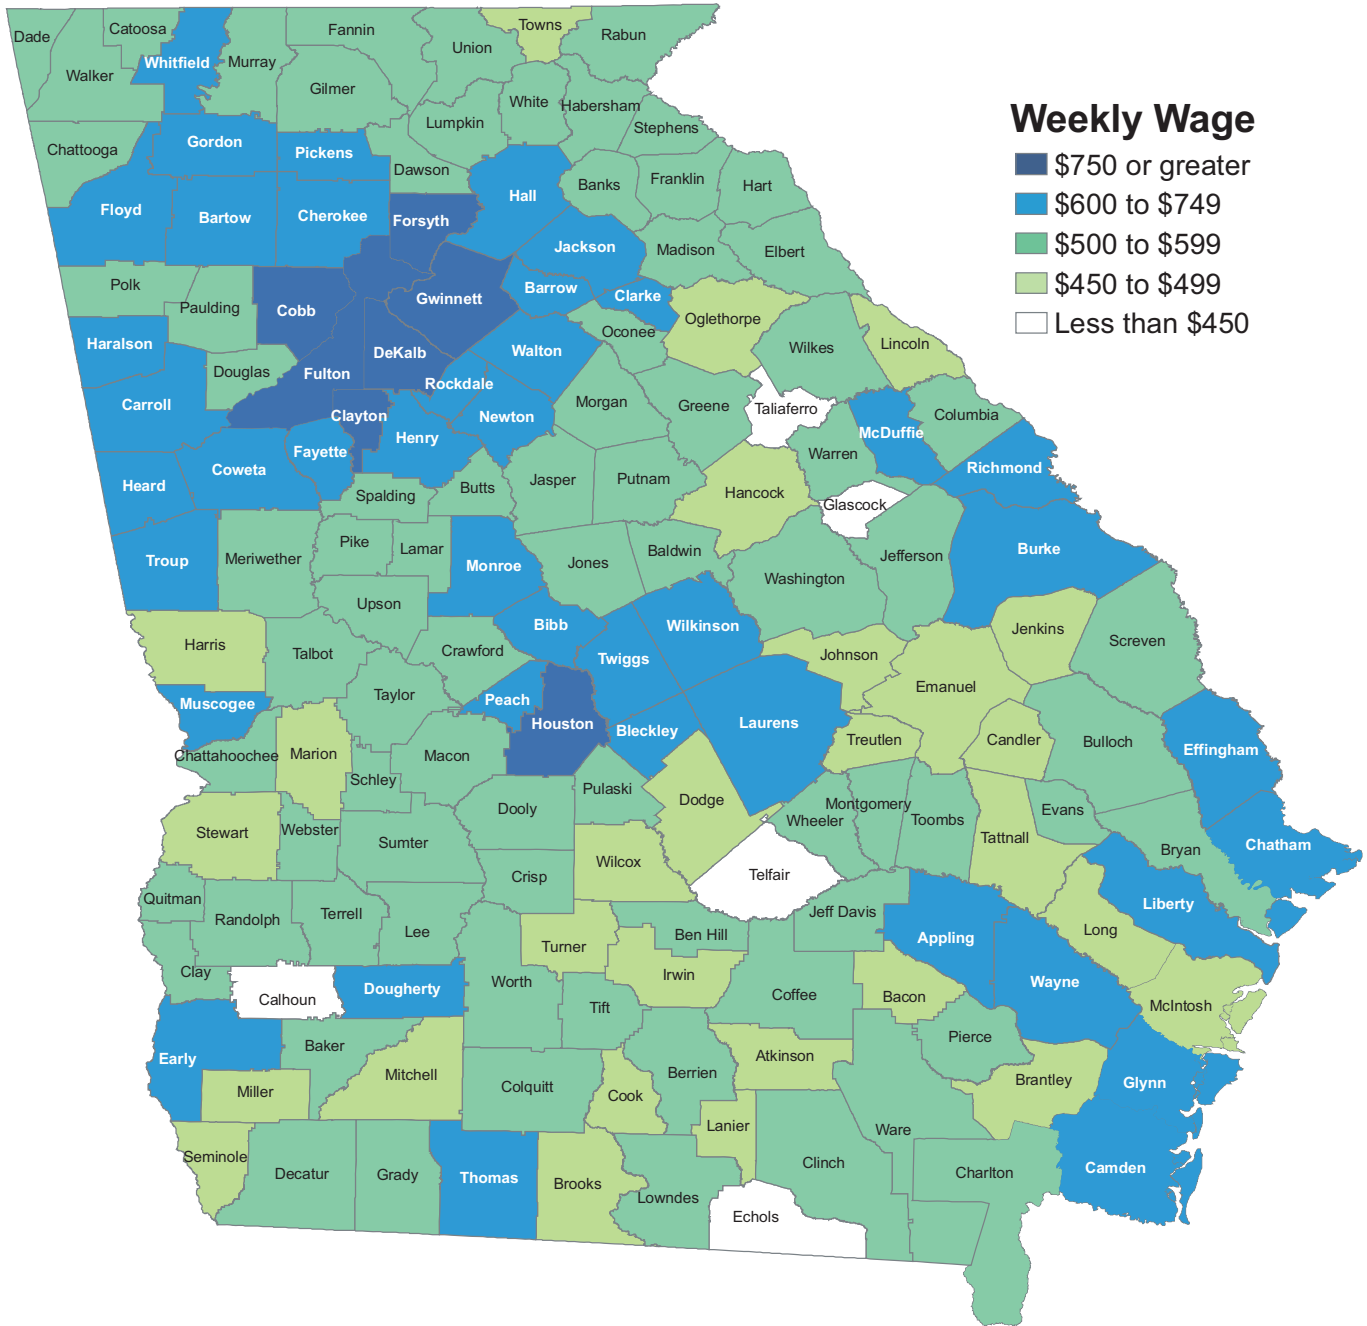 Weekly Wage
$750 or greater
$600 to $749
$500 to $599
$450 to $499
Less than $450
Dade
Catoosa
Whitfield
Walker
Murray
Fannin
Gilmer
Union
Towns
Rabun
White
Habersham
Lumpkin
Stephens
Chattooga
Gordon
Pickens
Dawson
Hall
Banks
Franklin
Hart
Floyd
Bartow
Cherokee
Forsyth
Jackson
Madison
Elbert
Polk
Paulding
Cobb
Gwinnett
Barrow
Clarke
Oglethorpe
Oconee
Wilkes
Lincoln
Haralson
Douglas
Fulton
DeKalb
Rockdale
Walton
Carroll
Clayton
Henry
Newton
Morgan
Greene
Taliaferro
McDuffie
Columbia
Warren
Richmond
Fayette
Coweta
Heard
Spalding
Butts
Jasper
Putnam
Hancock
Glascock
Troup
Meriwether
Pike
Lamar
Monroe
Jones
Baldwin
Washington
Jefferson
Burke
Upson
Bibb
Wilkinson
Jenkins
Screven
Harris
Talbot
Crawford
Twiggs
Johnson
Emanuel
Muscogee
Taylor
Peach
Houston
Bleckley
Laurens
Treutlen
Candler
Bulloch
Effingham
Chattahoochee
Marion
Schley
Macon
Pulaski
Dodge
Wheeler
Montgomery
Toombs
Tattnall
Evans
Bryan
Chatham
Stewart
Webster
Sumter
Dooly
Crisp
Wilcox
Telfair
Quitman
Randolph
Terrell
Lee
Turner
Ben Hill
Jeff Davis
Appling
Long
Liberty
Clay
Calhoun
Dougherty
Worth
Tift
Irwin
Coffee
Bacon
Wayne
McIntosh
Early
Baker
Miller
Mitchell
Colquitt
Cook
Berrien
Atkinson
Pierce
Brantley
Glynn
Seminole
Decatur
Grady
Thomas
Brooks
Lowndes
Lanier
Clinch
Echols
Ware
Charlton
Camden